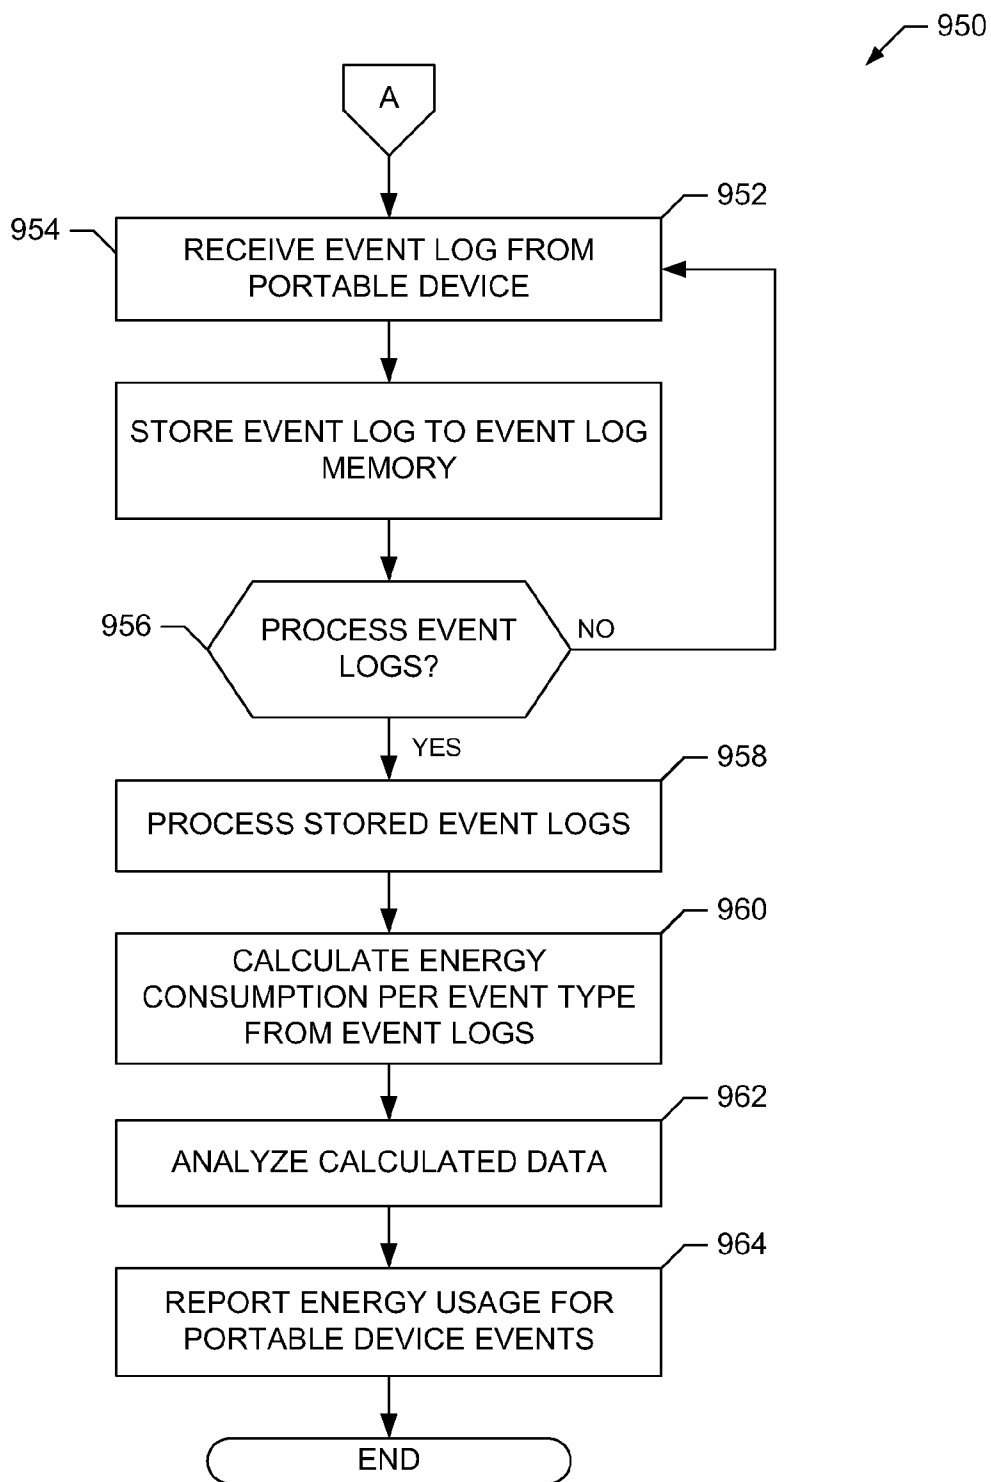 950
A
952
954
RECEIVE EVENT LOG FROM
PORTABLE DEVICE
STORE EVENT LOG TO EVENT LOG
MEMORY
956
PROCESS EVENT
LOGS?
NO
YES
958
PROCESS STORED EVENT LOGS
960
CALCULATE ENERGY
CONSUMPTION PER EVENT TYPE
FROM EVENT LOGS
962
ANALYZE CALCULATED DATA
964
REPORT ENERGY USAGE FOR
PORTABLE DEVICE EVENTS
END